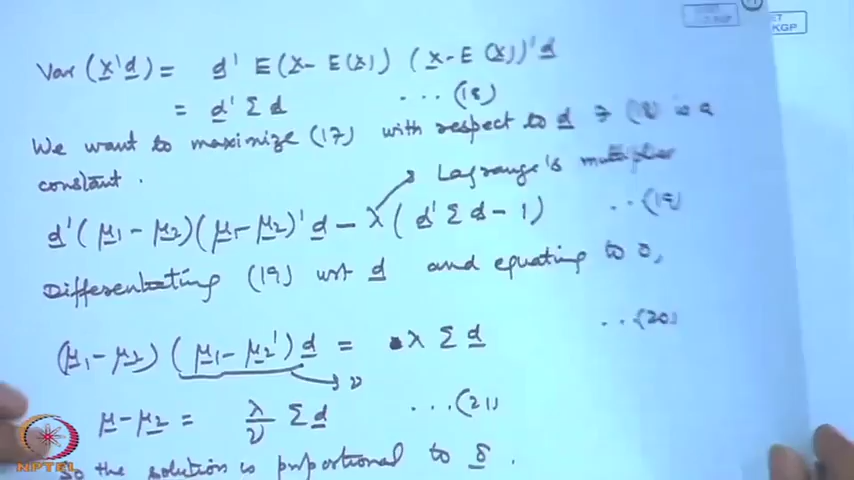 KGP
Var (x'd) = d' E(x - E(x)) (x - E(x))' d
= d' Σ d ... (18)
We want to maximize (17) with respect to d ∋ (18) is a
constant.
Lagrange's multiplier
d'(μ1 - μ2)(μ1 - μ2)' d - λ (d' Σ d - 1) ..(19)
Differentiating (19) wrt d and equating to 0,
(μ1 - μ2) (μ1 - μ2') d = λ Σ d ..(20)
ν
μ - μ2 = λ/ν Σ d ...(21)
So the solution is proportional to δ.
NPTEL